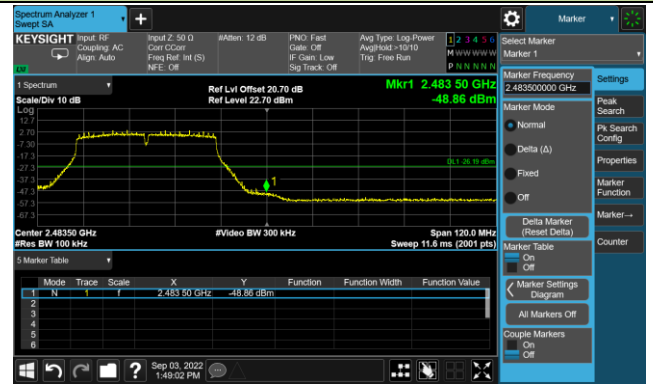 Spectrum Analyzer 1
Swept SA
Marker
KEYSIGHT
Input: RF
Coupling: AC
Align: Auto
Input Z: 50 Ω
Corr CCorr
Freq Ref: Int (S)
NFE: Off
#Atten: 12 dB
PNO: Fast
Gate: Off
IF Gain: Low
Sig Track: Off
Avg Type: Log-Power
Avg|Hold:>10/10
Trig: Free Run
1 2 3 4 5 6
M W W W W W
P N N N N N
Select Marker
Marker 1
1 Spectrum
Scale/Div 10 dB
Log
Ref Lvl Offset 20.70 dB
Ref Level 22.70 dBm
Mkr1 2.483 50 GHz
-48.86 dBm
12.7
2.70
-7.30
-17.3
-27.3
-37.3
-47.3
-57.3
-67.3
DL1 -26.19 dBm
1
Center 2.48350 GHz
#Res BW 100 kHz
#Video BW 300 kHz
Span 120.0 MHz
Sweep 11.6 ms (2001 pts)
5 Marker Table
Mode Trace Scale X Y Function Function Width Function Value
1 N 1 f 2.483 50 GHz -48.86 dBm
2
3
4
5
6
Marker Frequency
2.483500000 GHz
Marker Mode
Normal
Delta (Δ)
Fixed
Off
Delta Marker
(Reset Delta)
Marker Table
On
Off
Marker Settings
Diagram
All Markers Off
Couple Markers
On
Off
Settings
Peak
Search
Pk Search
Config
Properties
Marker
Function
Marker→
Counter
?
Sep 03, 2022
1:49:02 PM